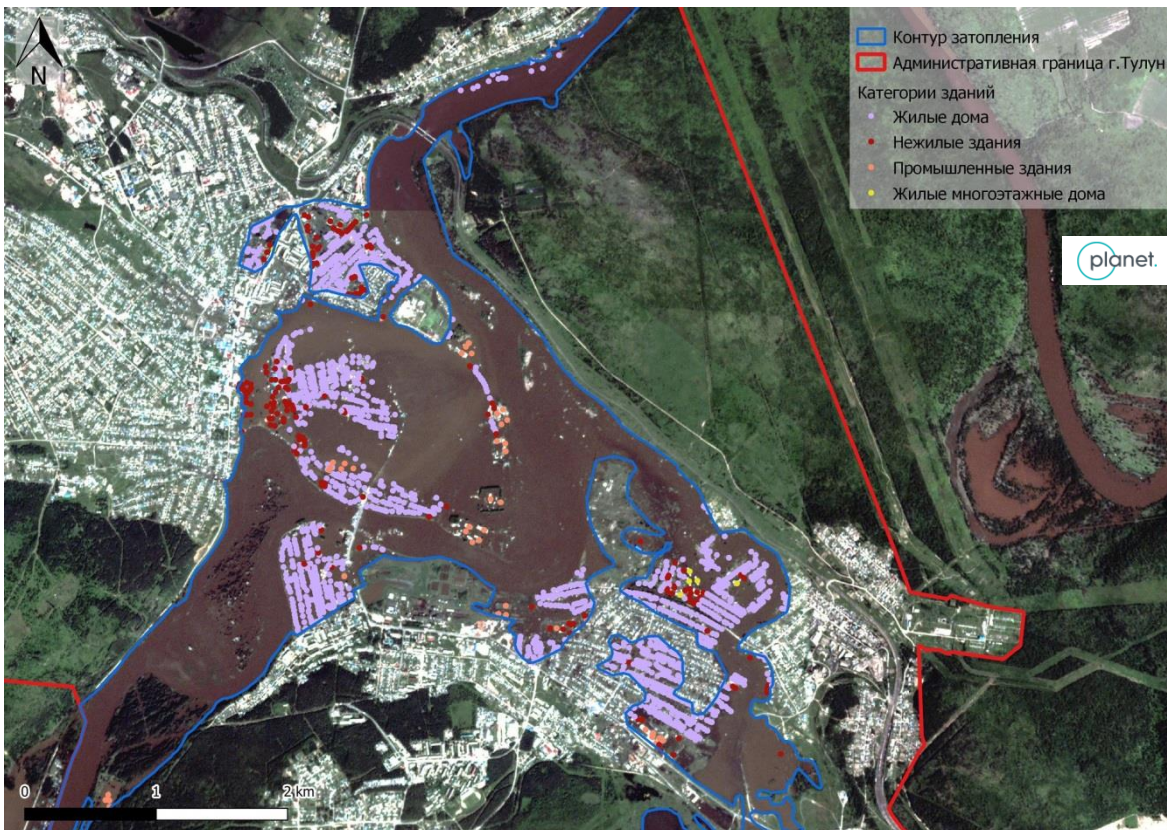 N
Контур затопления
Административная граница г.Тулун
Категории зданий
Жилые дома
Нежилые здания
Промышленные здания
Жилые многоэтажные дома
planet.
0 1 2 km